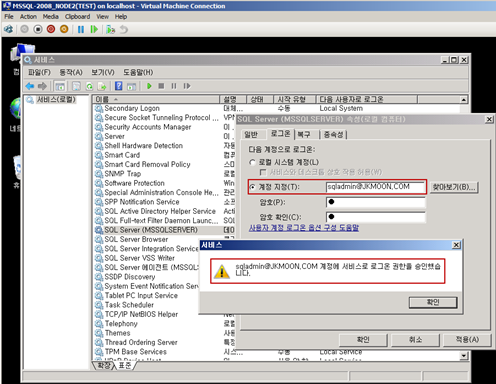 MSSQL-2008_NODE2(TEST) on localhost - Virtual Machine Connection
File Action Media Clipboard View Help
서비스
파일(F) 동작(A) 보기(V) 도움말(H)
서비스(로컬)
이름 설명 상태 시작 유형 다음 사용자로 로그온
Secondary Logon 대체... 수동 Local System
Secure Socket Tunneling Protocol ... VPN
Security Accounts Manager
Server
Shell Hardware Detection
Smart Card
Smart Card Removal Policy
SNMP Trap
Software Protection
Special Administration Console He...
SPP Notification Service
SQL Active Directory Helper Service
SQL Full-text Filter Daemon Launc...
SQL Server (MSSQLSERVER)
SQL Server Browser
SQL Server Integration Service
SQL Server VSS Writer
SQL Server 에이전트 (MSSQLS
SSDP Discovery
System Event Notification Serv
Tablet PC Input Service
Task Scheduler
TCP/IP NetBIOS Helper
Telephony
Themes
Thread Ordering Server
TPM Base Services 시스... 수동 Local Service
확장 표준
SQL Server (MSSQLSERVER) 속성(로컬 컴퓨터)
일반 로그온 복구 종속성
다음 계정으로 로그온:
로컬 시스템 계정(L)
서비스와 데스크톱 상호 작용 허용(W)
계정 지정(T): sqladmin@JKMOON.COM 찾아보기(B)...
암호(P):
암호 확인(C):
사용자 계정 로그온 옵션 구성 도움말
서비스
sqladmin@JKMOON.COM 계정에 서비스로 로그온 권한을 승인했습
니다.
확인
확인 취소 적용(A)